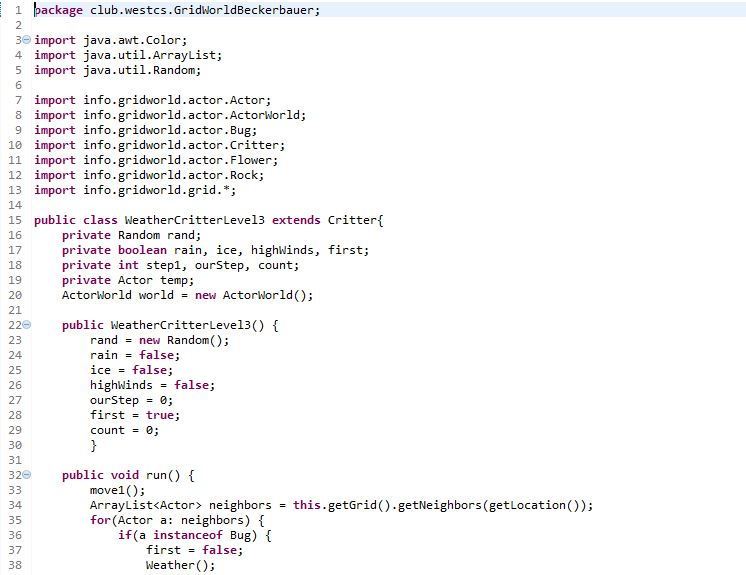 1 package club.westcs.GridWorldBeckerbauer;
2
3 import java.awt.Color;
4 import java.util.ArrayList;
5 import java.util.Random;
6
7 import info.gridworld.actor.Actor;
8 import info.gridworld.actor.ActorWorld;
9 import info.gridworld.actor.Bug;
10 import info.gridworld.actor.Critter;
11 import info.gridworld.actor.Flower;
12 import info.gridworld.actor.Rock;
13 import info.gridworld.grid.*;
14
15 public class WeatherCritterLevel3 extends Critter{
16     private Random rand;
17     private boolean rain, ice, highWinds, first;
18     private int step1, ourStep, count;
19     private Actor temp;
20     ActorWorld world = new ActorWorld();
21
22     public WeatherCritterLevel3() {
23         rand = new Random();
24         rain = false;
25         ice = false;
26         highWinds = false;
27         ourStep = 0;
28         first = true;
29         count = 0;
30         }
31
32     public void run() {
33         move1();
34         ArrayList<Actor> neighbors = this.getGrid().getNeighbors(getLocation());
35         for(Actor a: neighbors) {
36             if(a instanceof Bug) {
37                 first = false;
38                 Weather();